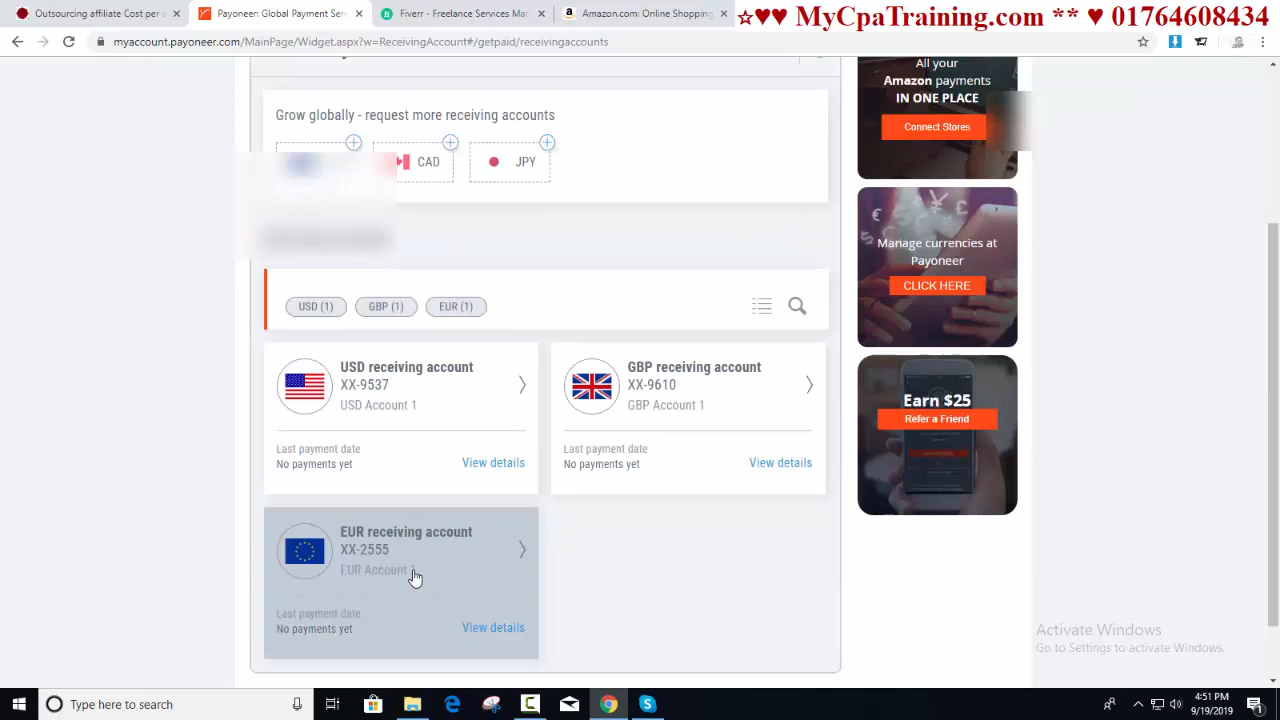 Outsourcing affiliate Cost
Payoneer: Global Payment Ser
Fiverr
Amazon.com: Online Shopping
☆♥♥ MyCpaTraining.com ** ♥ 01764608434
myaccount.payoneer.com/MainPage/Widget.aspx?w=ReceivingAccount#/getpaid/receivingaccounts
Grow globally - request more receiving accounts
CAD
JPY
USD (1)
GBP (1)
EUR (1)
USD receiving account
XX-9537
USD Account 1
Last payment date
No payments yet
View details
GBP receiving account
XX-9610
GBP Account 1
Last payment date
No payments yet
View details
EUR receiving account
XX-2555
EUR Account
Last payment date
No payments yet
View details
All your
Amazon payments
IN ONE PLACE
Connect Stores
Manage currencies at
Payoneer
CLICK HERE
Earn $25
Refer a Friend
Activate Windows
Go to Settings to activate Windows.
Type here to search
4:51 PM
9/19/2019
1